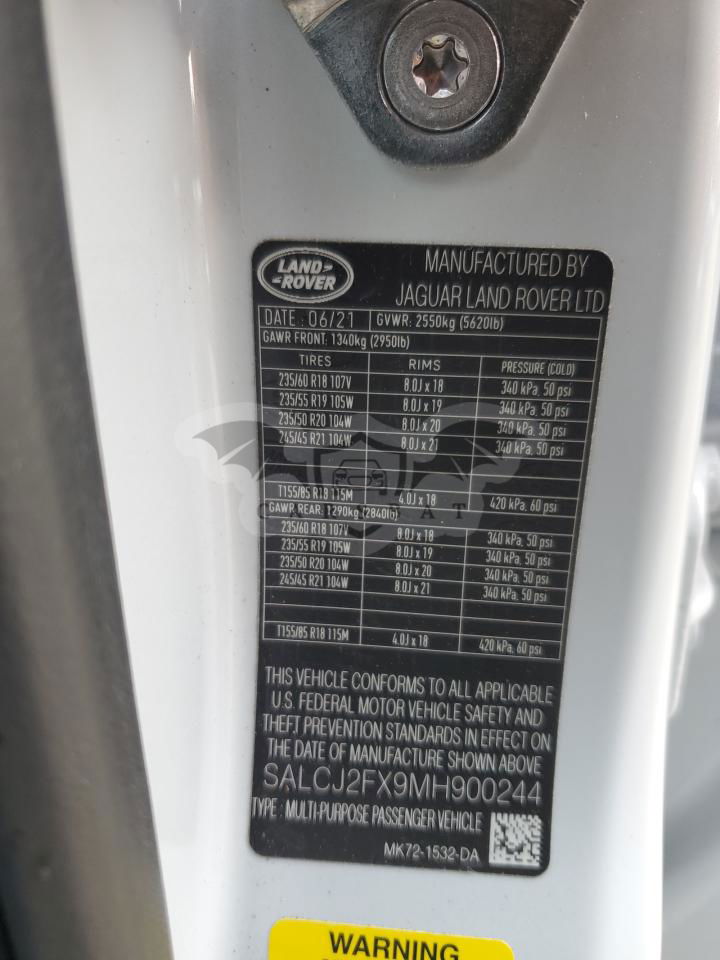 LAND-
-ROVER
MANUFACTURED BY
JAGUAR LAND ROVER LTD
DATE : 06/21 GVWR: 2550kg (5620lb)
GAWR FRONT: 1340kg (2950lb)
TIRES RIMS PRESSURE (COLD)
235/60 R18 107V 8.0J x 18 340 kPa, 50 psi
235/55 R19 105W 8.0J x 19 340 kPa, 50 psi
235/50 R20 104W 8.0J x 20 340 kPa, 50 psi
245/45 R21 104W 8.0J x 21 340 kPa, 50 psi
T155/85 R18 115M 4.0J x 18 420 kPa, 60 psi
GAWR REAR: 1290kg (2840lb)
235/60 R18 107V 8.0J x 18 340 kPa, 50 psi
235/55 R19 105W 8.0J x 19 340 kPa, 50 psi
235/50 R20 104W 8.0J x 20 340 kPa, 50 psi
245/45 R21 104W 8.0J x 21 340 kPa, 50 psi
T155/85 R18 115M 4.0J x 18 420 kPa, 60 psi
THIS VEHICLE CONFORMS TO ALL APPLICABLE
U.S. FEDERAL MOTOR VEHICLE SAFETY AND
THEFT PREVENTION STANDARDS IN EFFECT ON
THE DATE OF MANUFACTURE SHOWN ABOVE
SALCJ2FX9MH900244
TYPE: MULTI-PURPOSE PASSENGER VEHICLE
MK72-1532-DA
WARNING